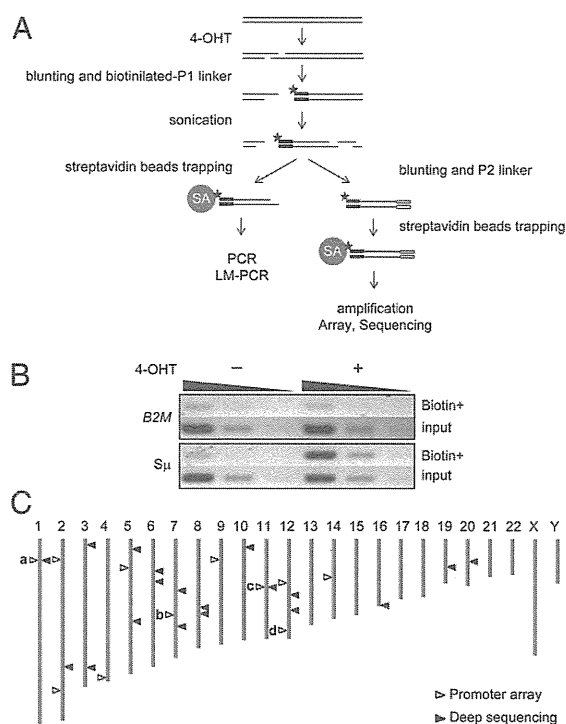 A
4-OHT
blunting and biotinilated-P1 linker
sonication
streptavidin beads trapping
blunting and P2 linker
SA
streptavidin beads trapping
PCR
LM-PCR
SA
amplification
Array, Sequencing
B
4-OHT − +
B2M
Biotin+
input
Sμ
Biotin+
input
C
1 2 3 4 5 6 7 8 9 10 11 12 13 14 15 16 17 18 19 20 21 22 X Y
a
c
b
d
Promoter array
Deep sequencing